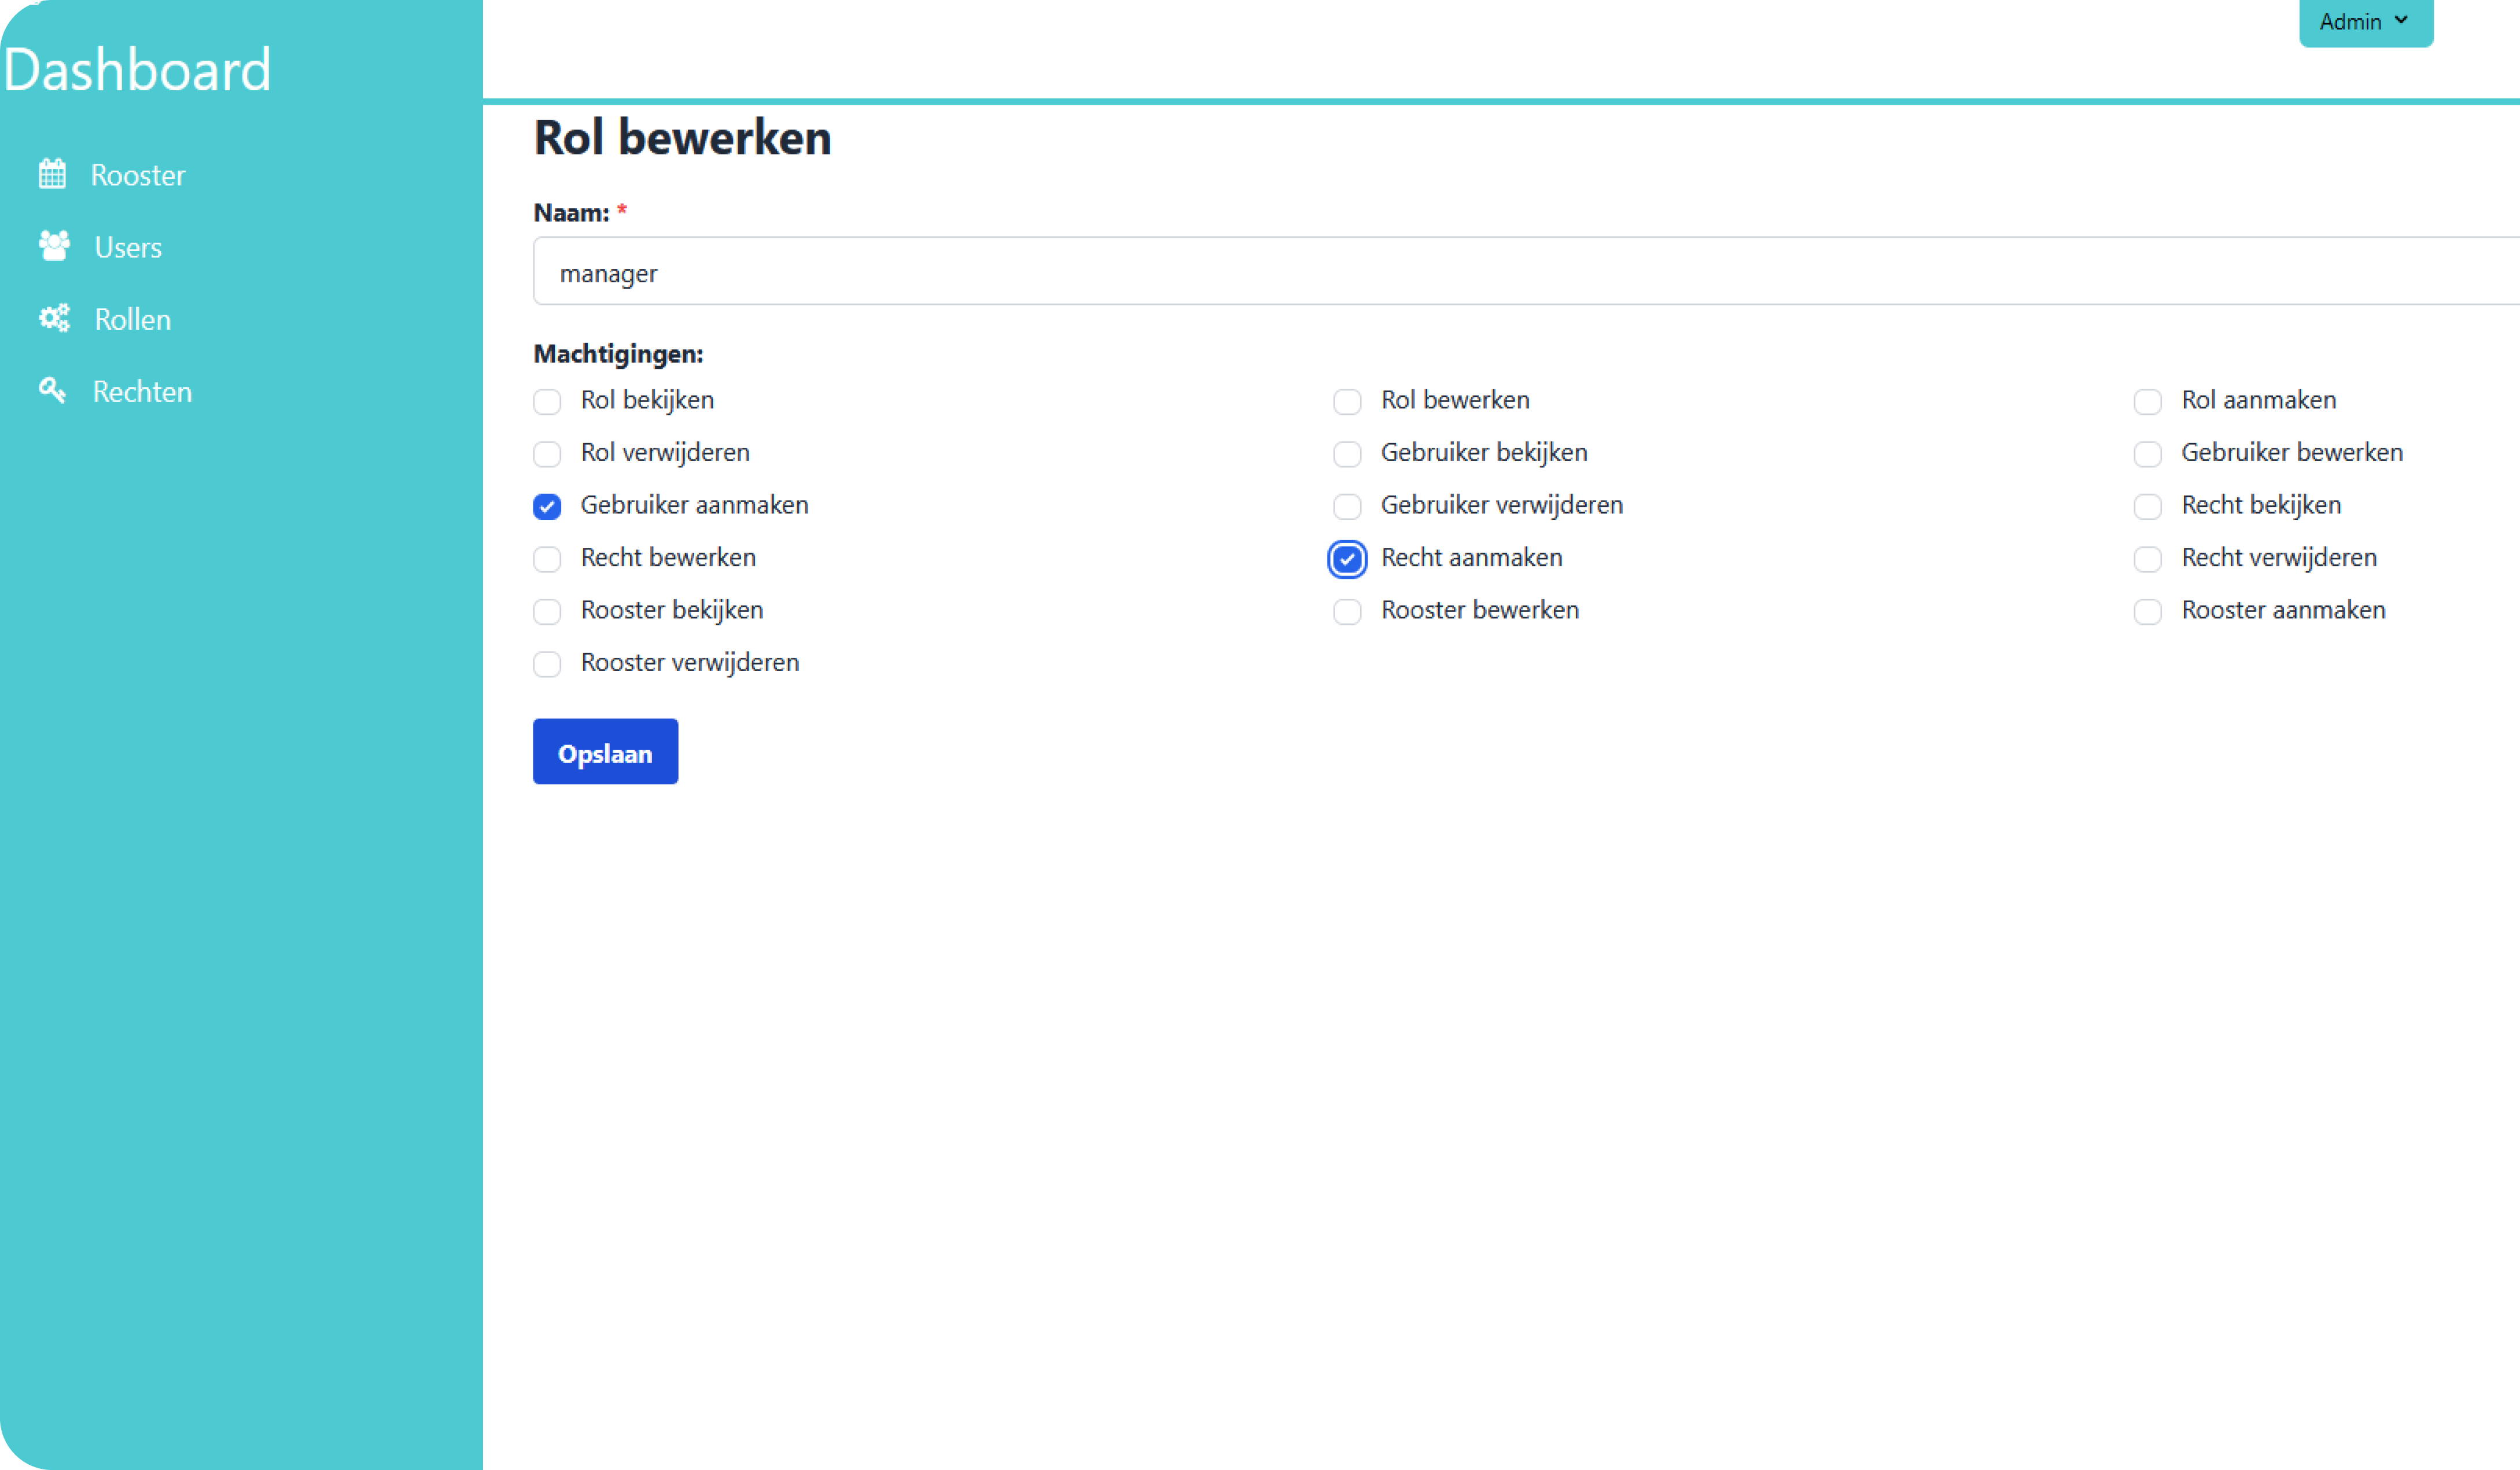 Admin
Dashboard
Rooster
Users
Rollen
Rechten
Rol bewerken
Naam: *
manager
Machtigingen:
Rol bekijken Rol bewerken Rol aanmaken
Rol verwijderen Gebruiker bekijken Gebruiker bewerken
Gebruiker aanmaken Gebruiker verwijderen Recht bekijken
Recht bewerken Recht aanmaken Recht verwijderen
Rooster bekijken Rooster bewerken Rooster aanmaken
Rooster verwijderen
Opslaan